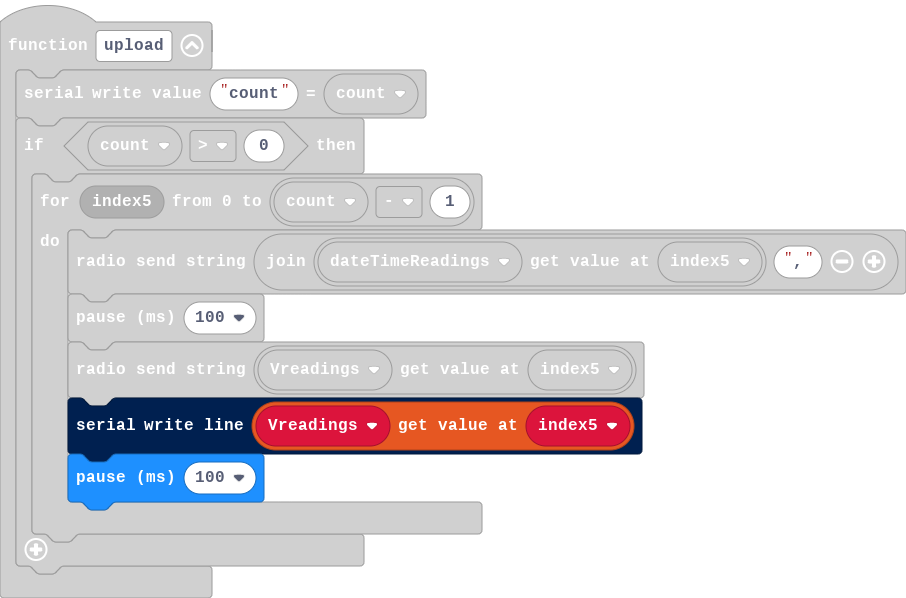 function upload
serial write value "count" = count
if count > 0 then
for index5 from 0 to count - 1
do
radio send string join dateTimeReadings get value at index5 ","
pause (ms) 100
radio send string Vreadings get value at index5
serial write line Vreadings get value at index5
pause (ms) 100